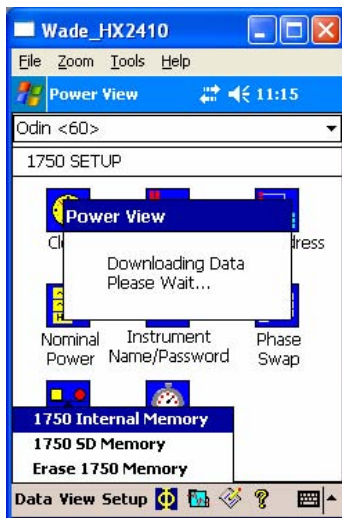 Wade_HX2410
File Zoom Tools Help
Power View 11:15
Odin <60>
1750 SETUP
Power View
Downloading Data
Please Wait...
Nominal Power
Instrument Name/Password
Phase Swap
1750 Internal Memory
1750 SD Memory
Erase 1750 Memory
Data View Setup